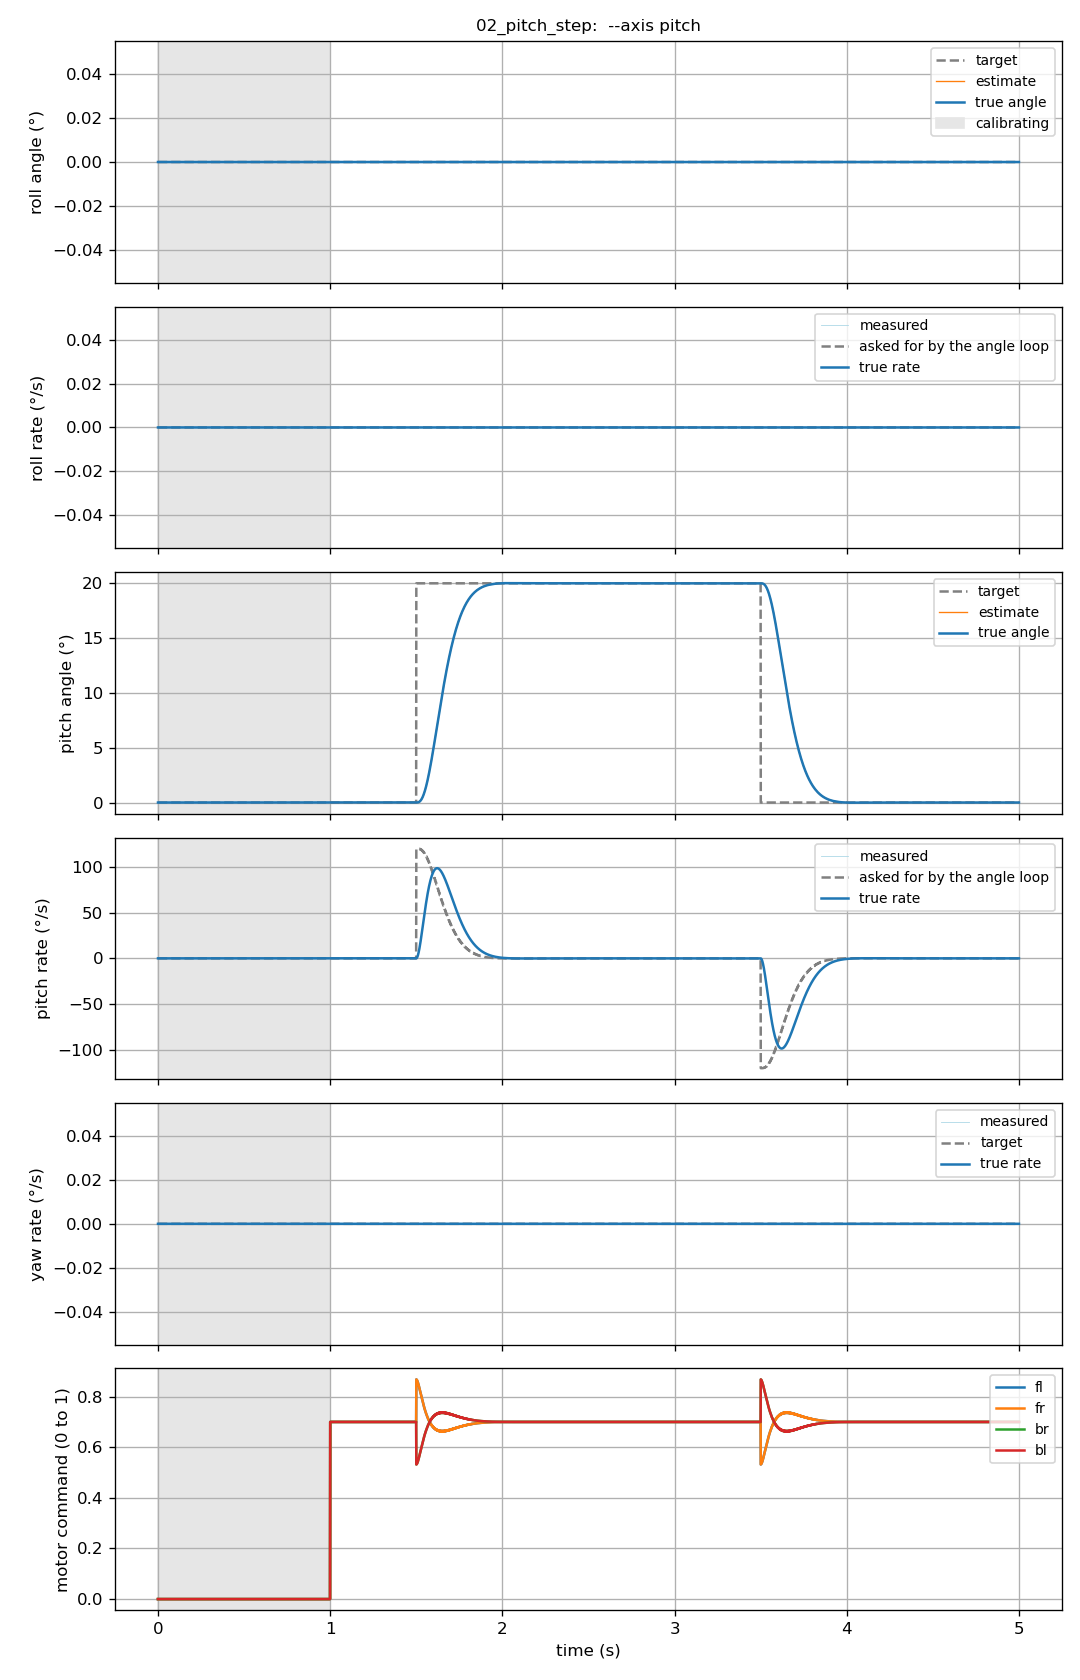 02_pitch_step:  --axis pitch
roll angle (°)
0.04
0.02
0.00
−0.02
−0.04
target
estimate
true angle
calibrating
roll rate (°/s)
0.04
0.02
0.00
−0.02
−0.04
measured
asked for by the angle loop
true rate
pitch angle (°)
20
15
10
5
0
target
estimate
true angle
pitch rate (°/s)
100
50
0
−50
−100
measured
asked for by the angle loop
true rate
yaw rate (°/s)
0.04
0.02
0.00
−0.02
−0.04
measured
target
true rate
motor command (0 to 1)
0.8
0.6
0.4
0.2
0.0
fl
fr
br
bl
0 1 2 3 4 5
time (s)